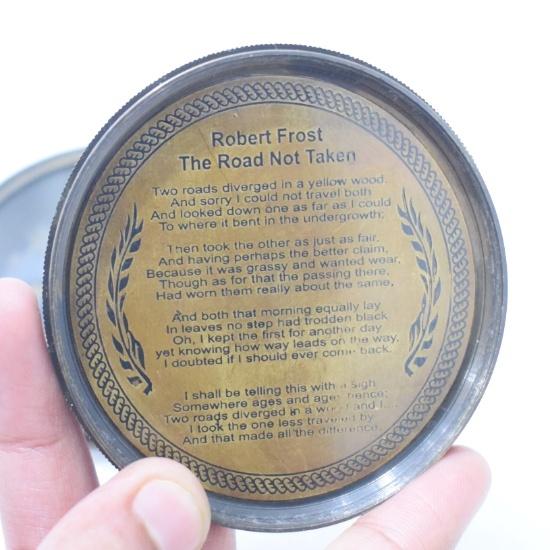 Robert Frost
The Road Not Taken
Two roads diverged in a yellow wood.
And sorry I could not travel both
And looked down one as far as I could
To where it bent in the undergrowth;
Then took the other as just as fair,
And having perhaps the better claim,
Because it was grassy and wanted wear,
Though as for that the passing there,
Had worn them really about the same,
And both that morning equally lay
In leaves no step had trodden black
Oh, I kept the first for another day
yet knowing how way leads on the way,
I doubted if I should ever come back.
I shall be telling this with a sigh
Somewhere ages and ages hence;
Two roads diverged in a wood and I...
I took the one less traveled by
And that made all the difference.